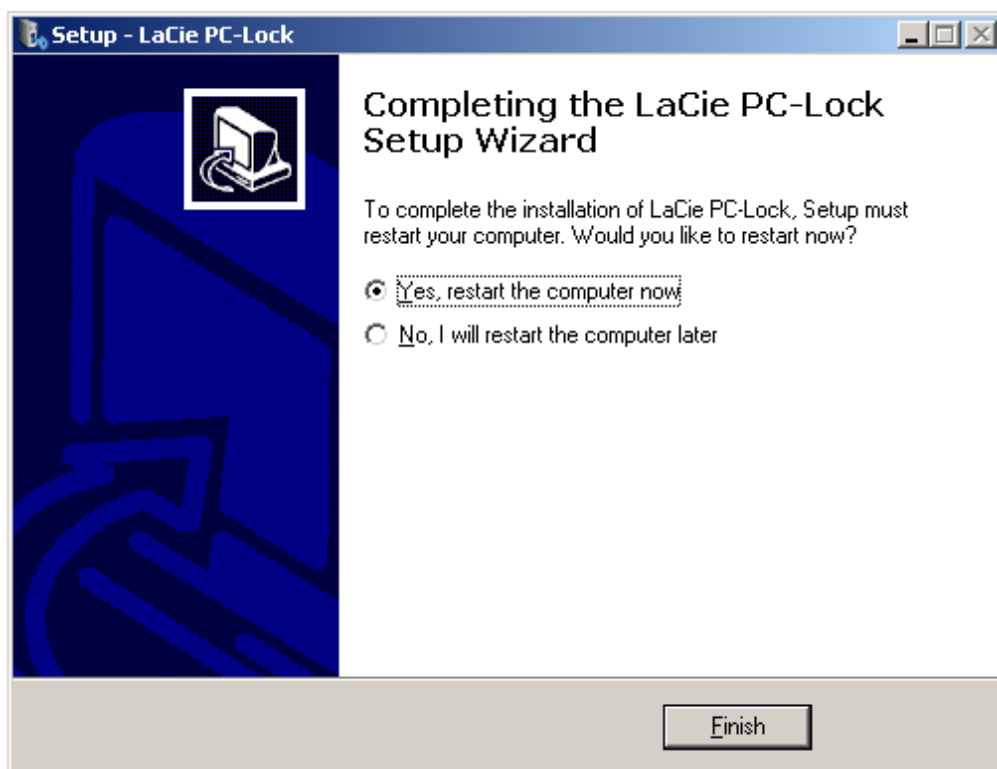 Setup - LaCie PC-Lock
Completing the LaCie PC-Lock
Setup Wizard
To complete the installation of LaCie PC-Lock, Setup must
restart your computer. Would you like to restart now?
Yes, restart the computer now
No, I will restart the computer later
Finish